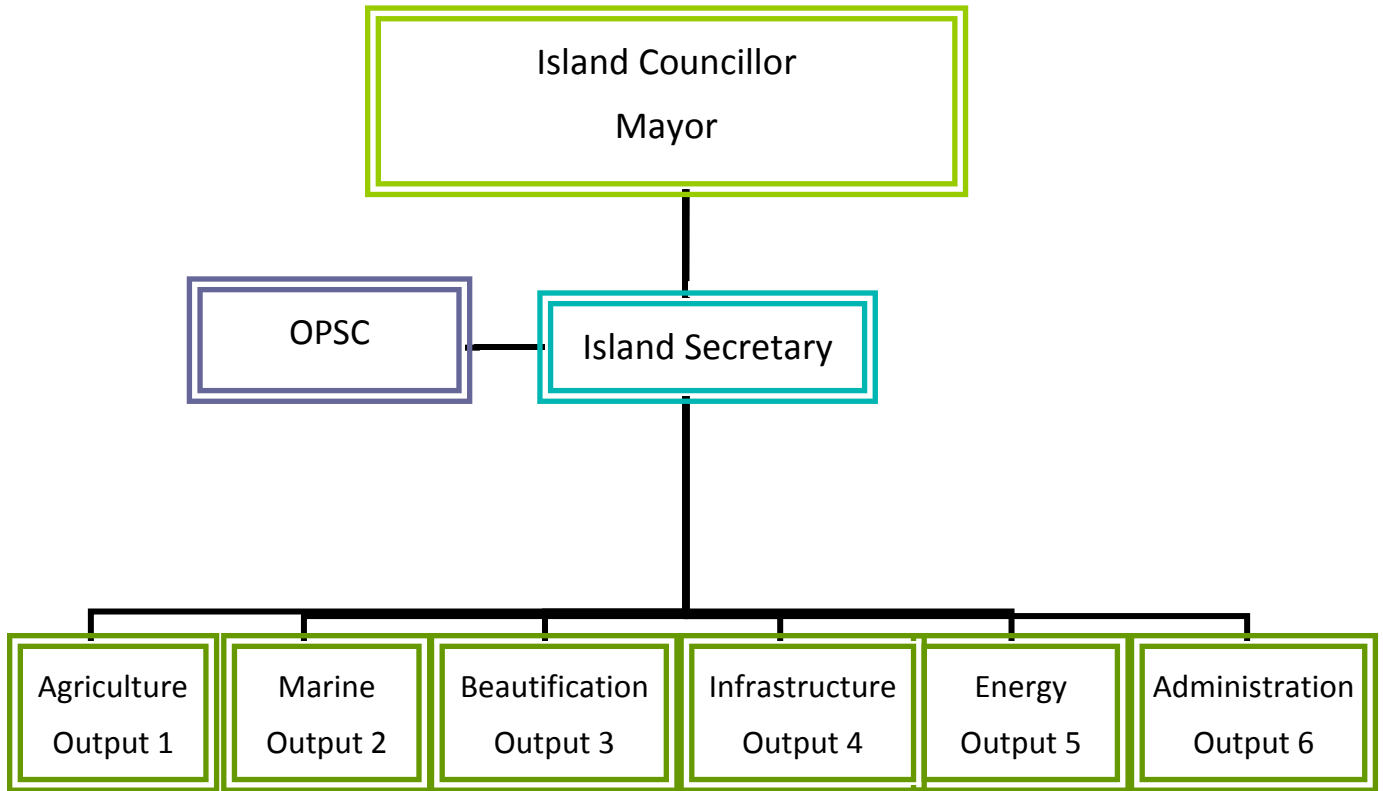 Island Councillor
Mayor
OPSC
Island Secretary
Agriculture
Output 1
Marine
Output 2
Beautification
Output 3
Infrastructure
Output 4
Energy
Output 5
Administration
Output 6